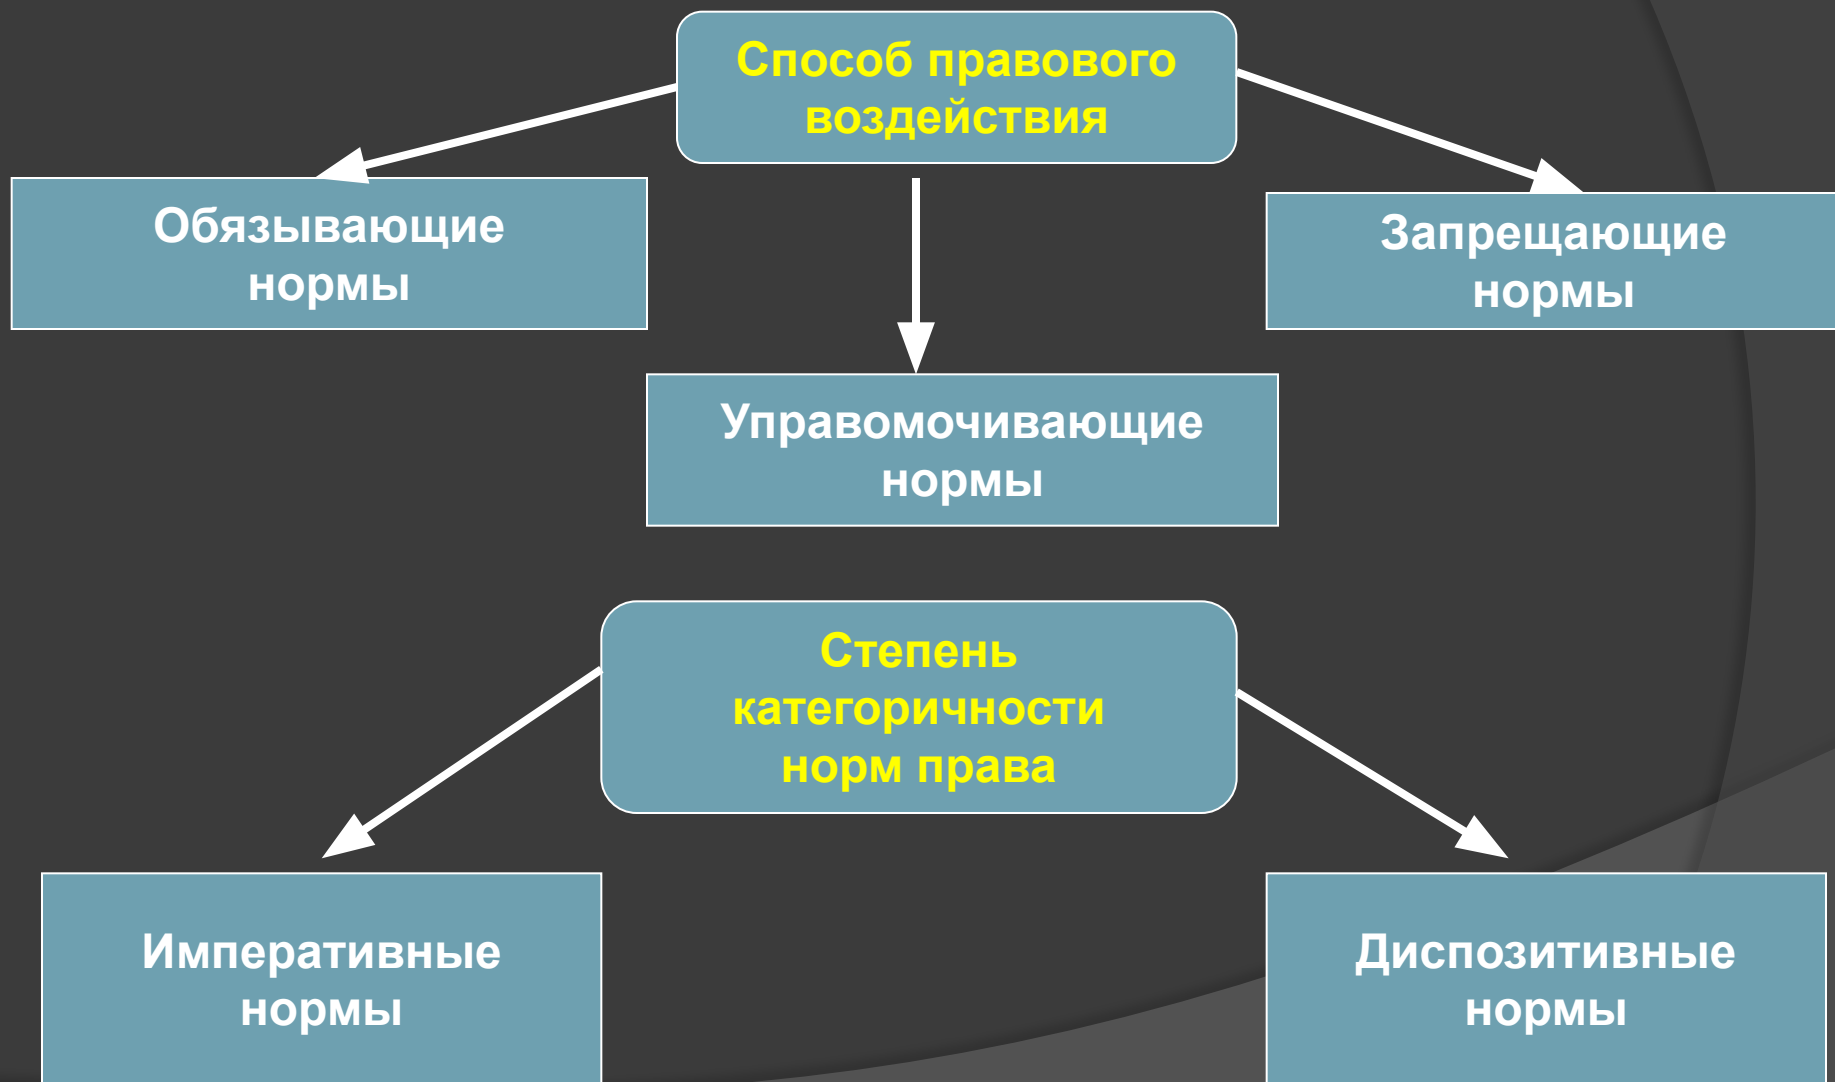 Способ правового
воздействия
Обязывающие
нормы
Запрещающие
нормы
Управомочивающие
нормы
Степень
категоричности
норм права
Императивные
нормы
Диспозитивные
нормы